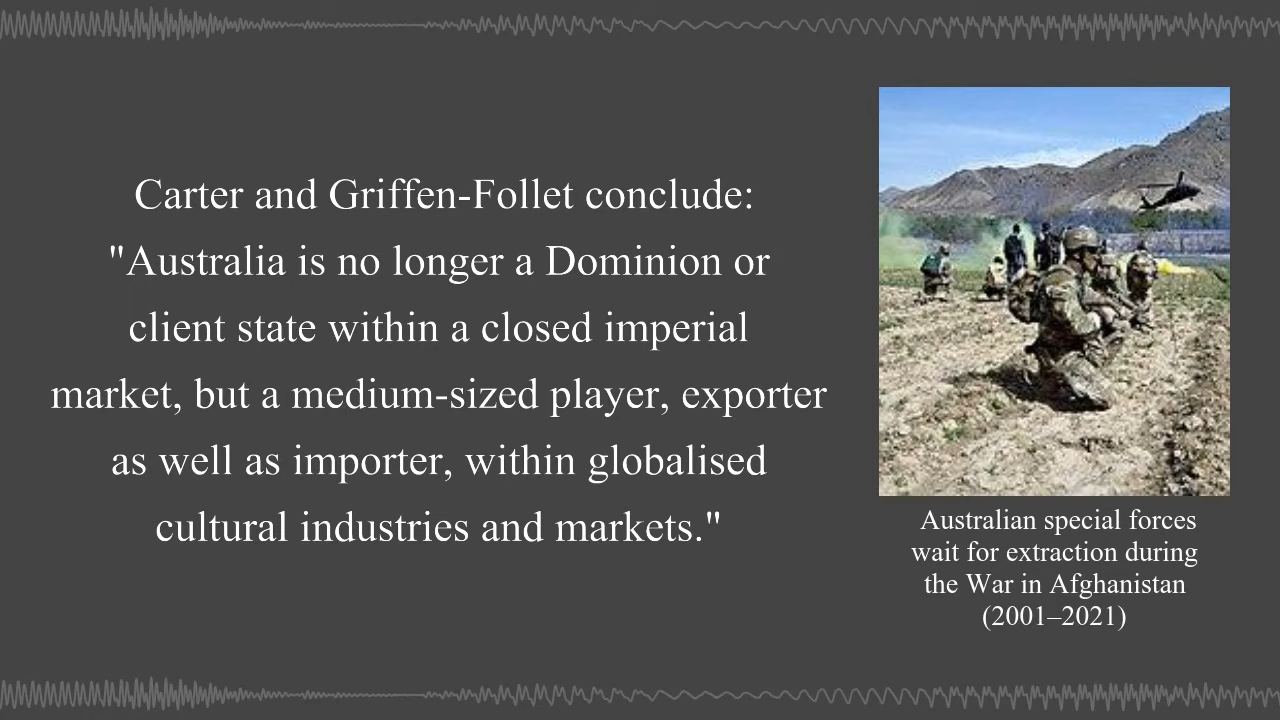 Carter and Griffen-Follet conclude:
"Australia is no longer a Dominion or
client state within a closed imperial
market, but a medium-sized player, exporter
as well as importer, within globalised
cultural industries and markets."
Australian special forces
wait for extraction during
the War in Afghanistan
(2001–2021)